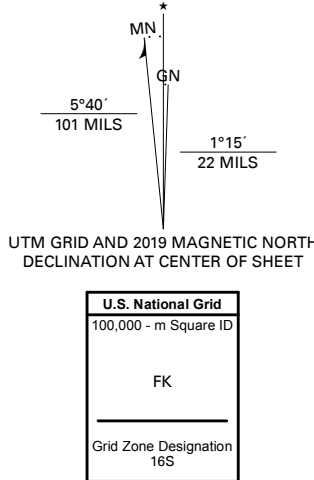 ★
MN
GN
5°40´
101 MILS
1°15´
22 MILS
UTM GRID AND 2019 MAGNETIC NORTH
DECLINATION AT CENTER OF SHEET
U.S. National Grid
100,000 - m Square ID
FK
Grid Zone Designation
16S